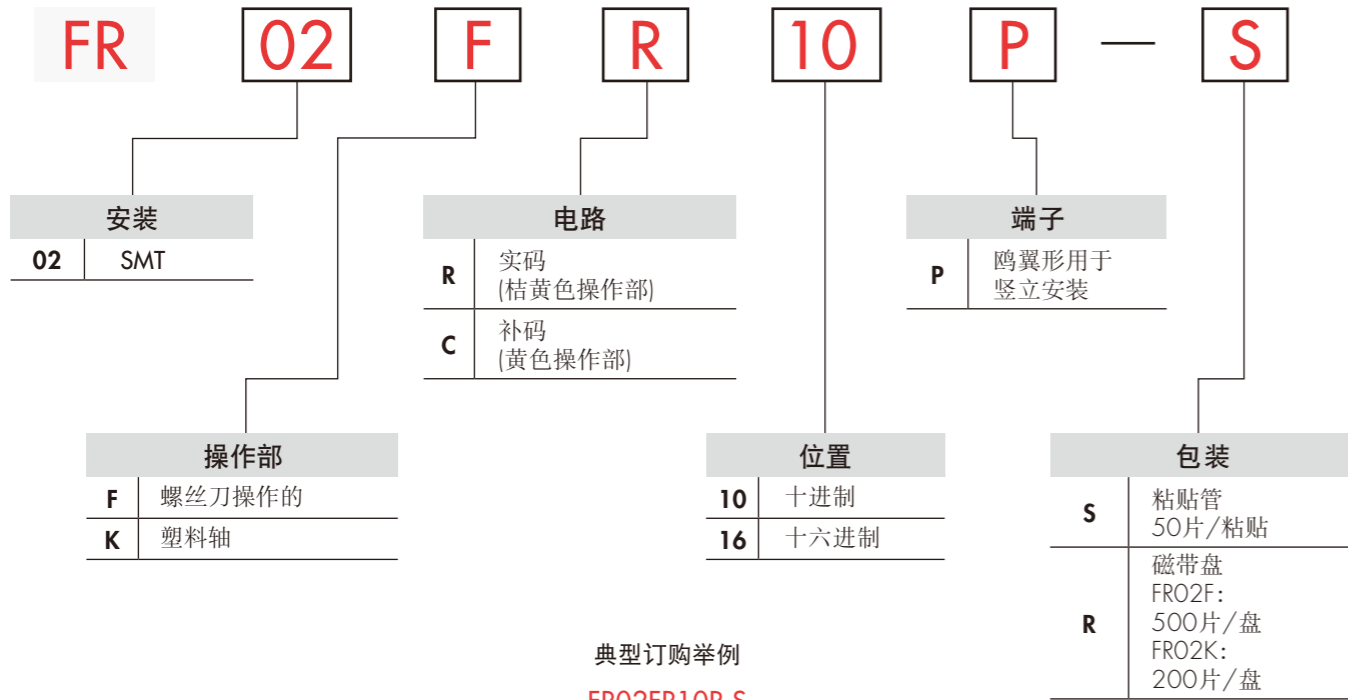 FR 02 F R 10 P — S
安装
02 SMT
电路
R 实码
(桔黄色操作部)
C 补码
(黄色操作部)
端子
P 鸥翼形用于
竖立安装
操作部
F 螺丝刀操作的
K 塑料轴
位置
10 十进制
16 十六进制
包装
S 粘贴管
50片/粘贴
R 磁带盘
FR02F:
500片/盘
FR02K:
200片/盘
典型订购举例
FR02FR10P-S